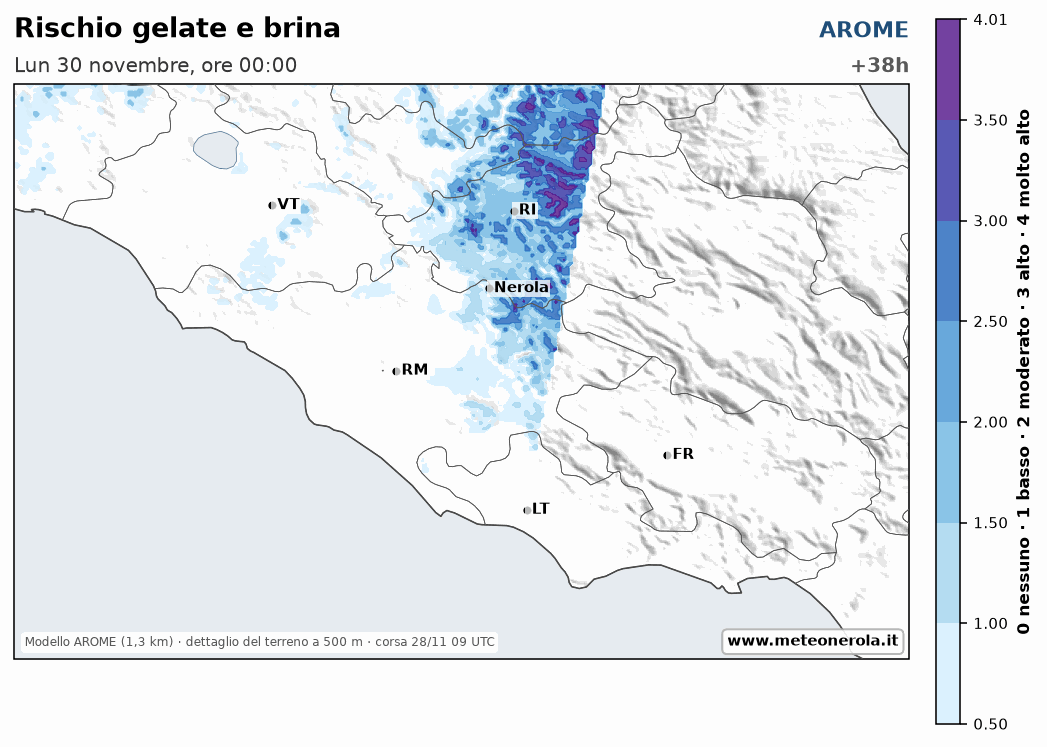 Rischio gelate e brina
AROME
Lun 30 novembre, ore 00:00
+38h
VT
RI
Nerola
RM
FR
LT
Modello AROME (1,3 km) · dettaglio del terreno a 500 m · corsa 28/11 09 UTC
www.meteonerola.it
4.01
3.50
3.00
2.50
2.00
1.50
1.00
0.50
0 nessuno · 1 basso · 2 moderato · 3 alto · 4 molto alto